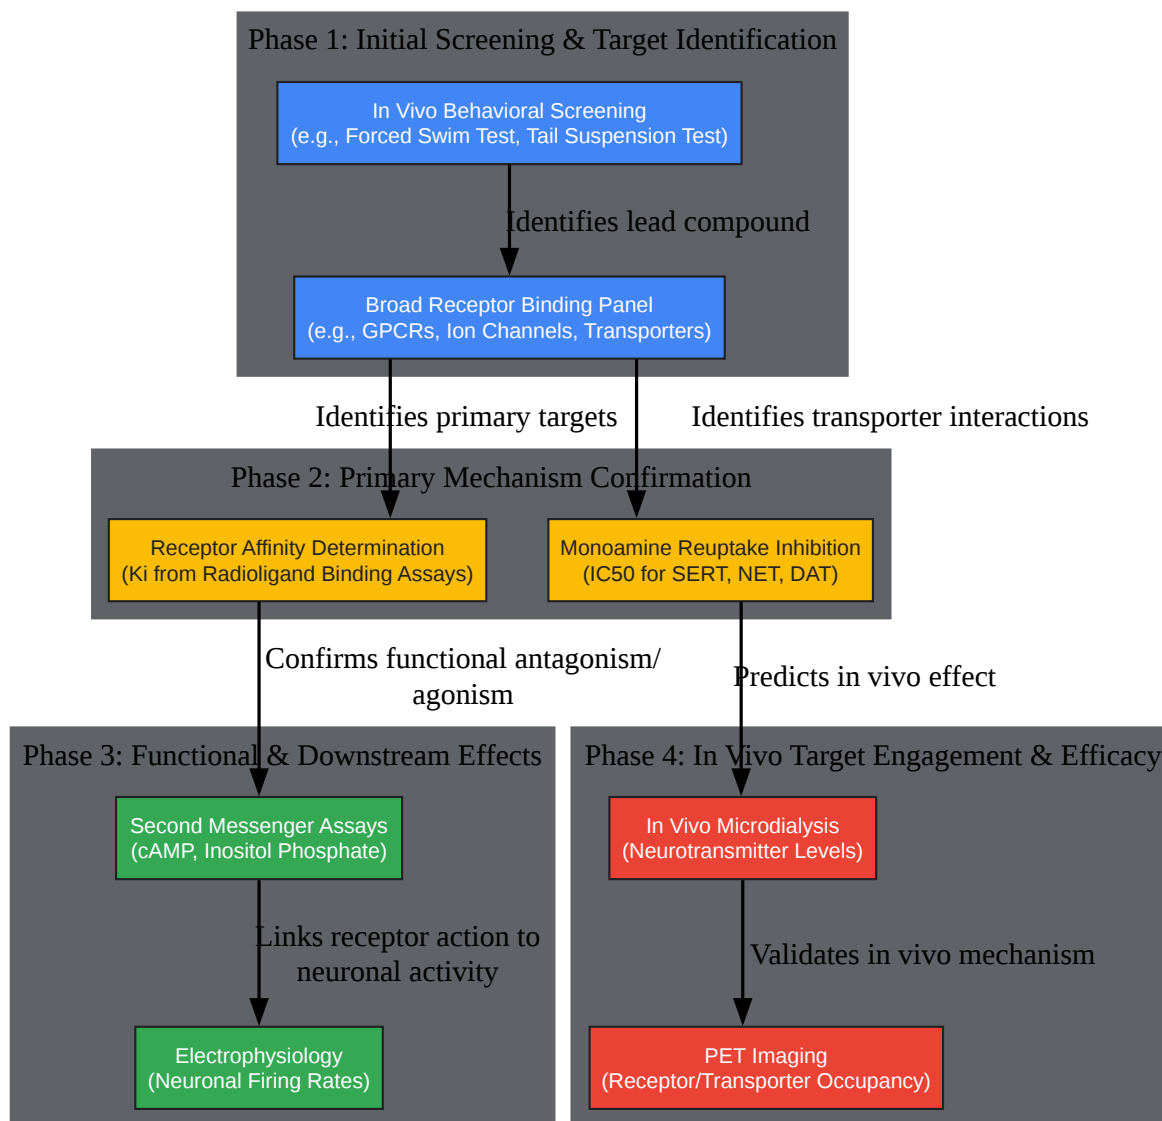 Phase 1: Initial Screening & Target Identification
In Vivo Behavioral Screening
(e.g., Forced Swim Test, Tail Suspension Test)
Identifies lead compound
Broad Receptor Binding Panel
(e.g., GPCRs, Ion Channels, Transporters)
Identifies primary targets
Identifies transporter interactions
Phase 2: Primary Mechanism Confirmation
Receptor Affinity Determination
(Ki from Radioligand Binding Assays)
Monoamine Reuptake Inhibition
(IC50 for SERT, NET, DAT)
Confirms functional antagonism/
agonism
Predicts in vivo effect
Phase 3: Functional & Downstream Effects
Second Messenger Assays
(cAMP, Inositol Phosphate)
Links receptor action to
neuronal activity
Electrophysiology
(Neuronal Firing Rates)
Phase 4: In Vivo Target Engagement & Efficacy
In Vivo Microdialysis
(Neurotransmitter Levels)
Validates in vivo mechanism
PET Imaging
(Receptor/Transporter Occupancy)